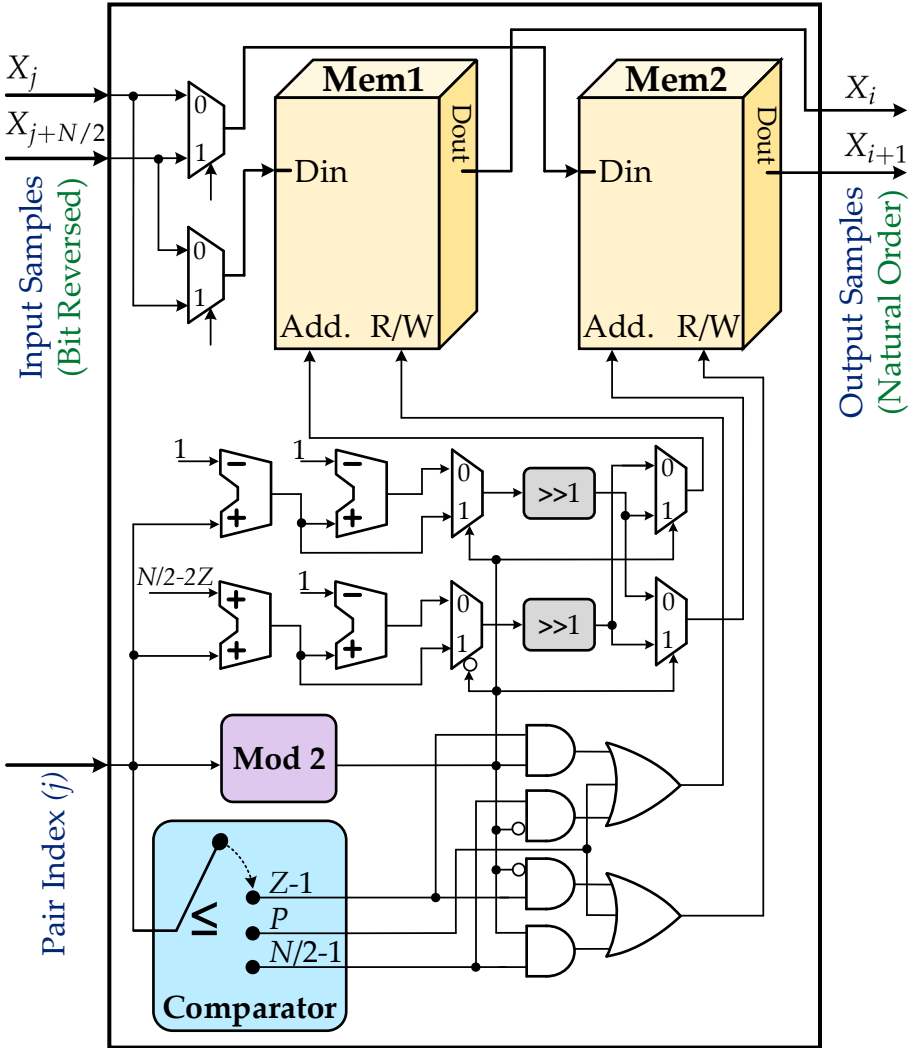 X_j
X_{j+N/2}
Input Samples
(Bit Reversed)
0
1
0
1
Mem1
Dout
Din
Add. R/W
Mem2
Dout
Din
Add. R/W
X_i
X_{i+1}
Output Samples
(Natural Order)
1
−
+
1
−
+
0
1
>>1
0
1
N/2-2Z
+
+
1
−
+
0
1
>>1
0
1
Pair Index (j)
Mod 2
≤
Z-1
P
N/2-1
Comparator